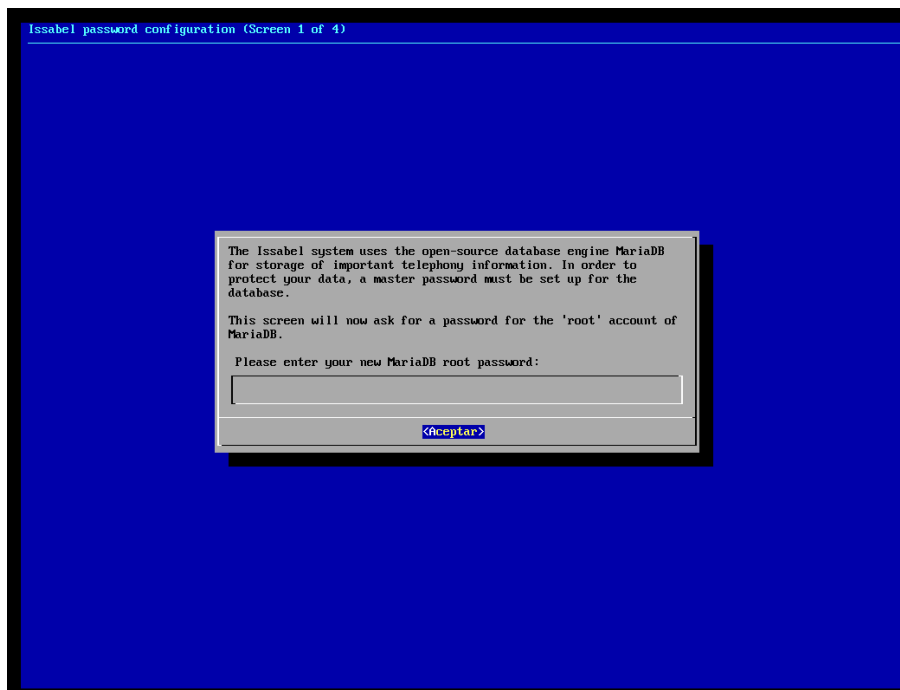 Issabel password configuration (Screen 1 of 4)
The Issabel system uses the open-source database engine MariaDB
for storage of important telephony information. In order to
protect your data, a master password must be set up for the
database.
This screen will now ask for a password for the 'root' account of
MariaDB.
Please enter your new MariaDB root password:
<Aceptar>